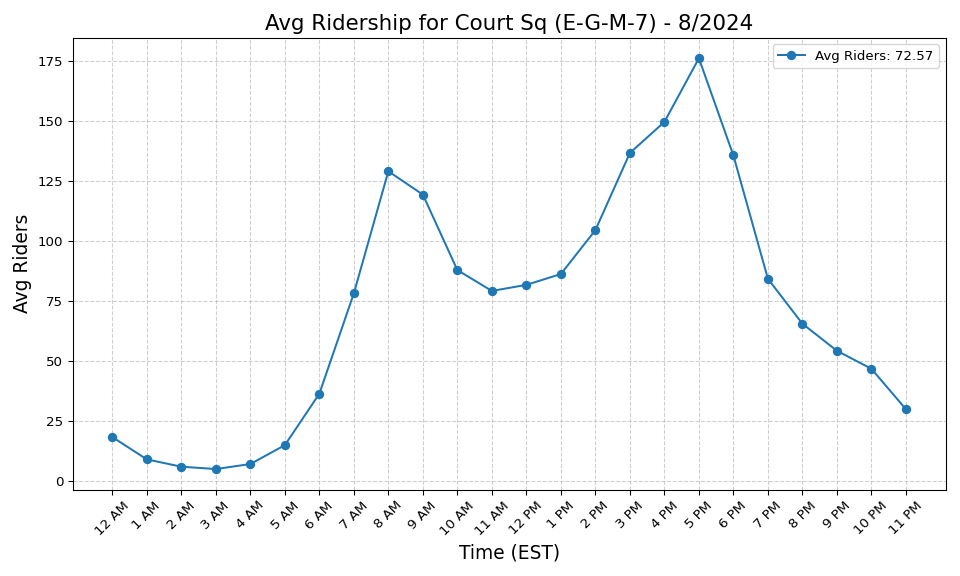 Avg Ridership for Court Sq (E-G-M-7) - 8/2024
Avg Riders: 72.57
Avg Riders
175
150
125
100
75
50
25
0
12 AM
1 AM
2 AM
3 AM
4 AM
5 AM
6 AM
7 AM
8 AM
9 AM
10 AM
11 AM
12 PM
1 PM
2 PM
3 PM
4 PM
5 PM
6 PM
7 PM
8 PM
9 PM
10 PM
11 PM
Time (EST)